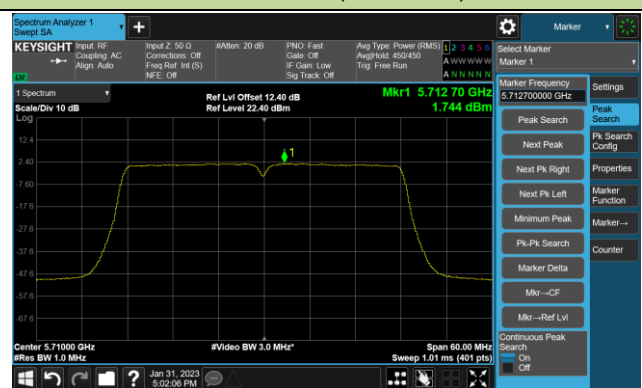 Spectrum Analyzer 1
Swept SA
Marker
KEYSIGHT
Input: RF
Coupling: AC
Align: Auto
Input Z: 50 Ω
Corrections: Off
Freq Ref: Int (S)
NFE: Off
#Atten: 20 dB
PNO: Fast
Gate: Off
IF Gain: Low
Sig Track: Off
Avg Type: Power (RMS)
Avg|Hold: 450/450
Trig: Free Run
1 2 3 4 5 6
A W W W W W
A N N N N N
LW
Select Marker
Marker 1
1 Spectrum
Scale/Div 10 dB
Log
Ref Lvl Offset 12.40 dB
Ref Level 22.40 dBm
Mkr1 5.712 70 GHz
1.744 dBm
1
12.4
2.40
-7.60
-17.6
-27.6
-37.6
-47.6
-57.6
-67.6
Center 5.71000 GHz
#Res BW 1.0 MHz
#Video BW 3.0 MHz*
Span 60.00 MHz
Sweep 1.01 ms (401 pts)
Marker Frequency
5.712700000 GHz
Peak Search
Next Peak
Next Pk Right
Next Pk Left
Minimum Peak
Pk-Pk Search
Marker Delta
Mkr→CF
Mkr→Ref Lvl
Continuous Peak
Search
On
Off
Settings
Peak
Search
Pk Search
Config
Properties
Marker
Function
Marker→
Counter
?
Jan 31, 2023
5:02:06 PM